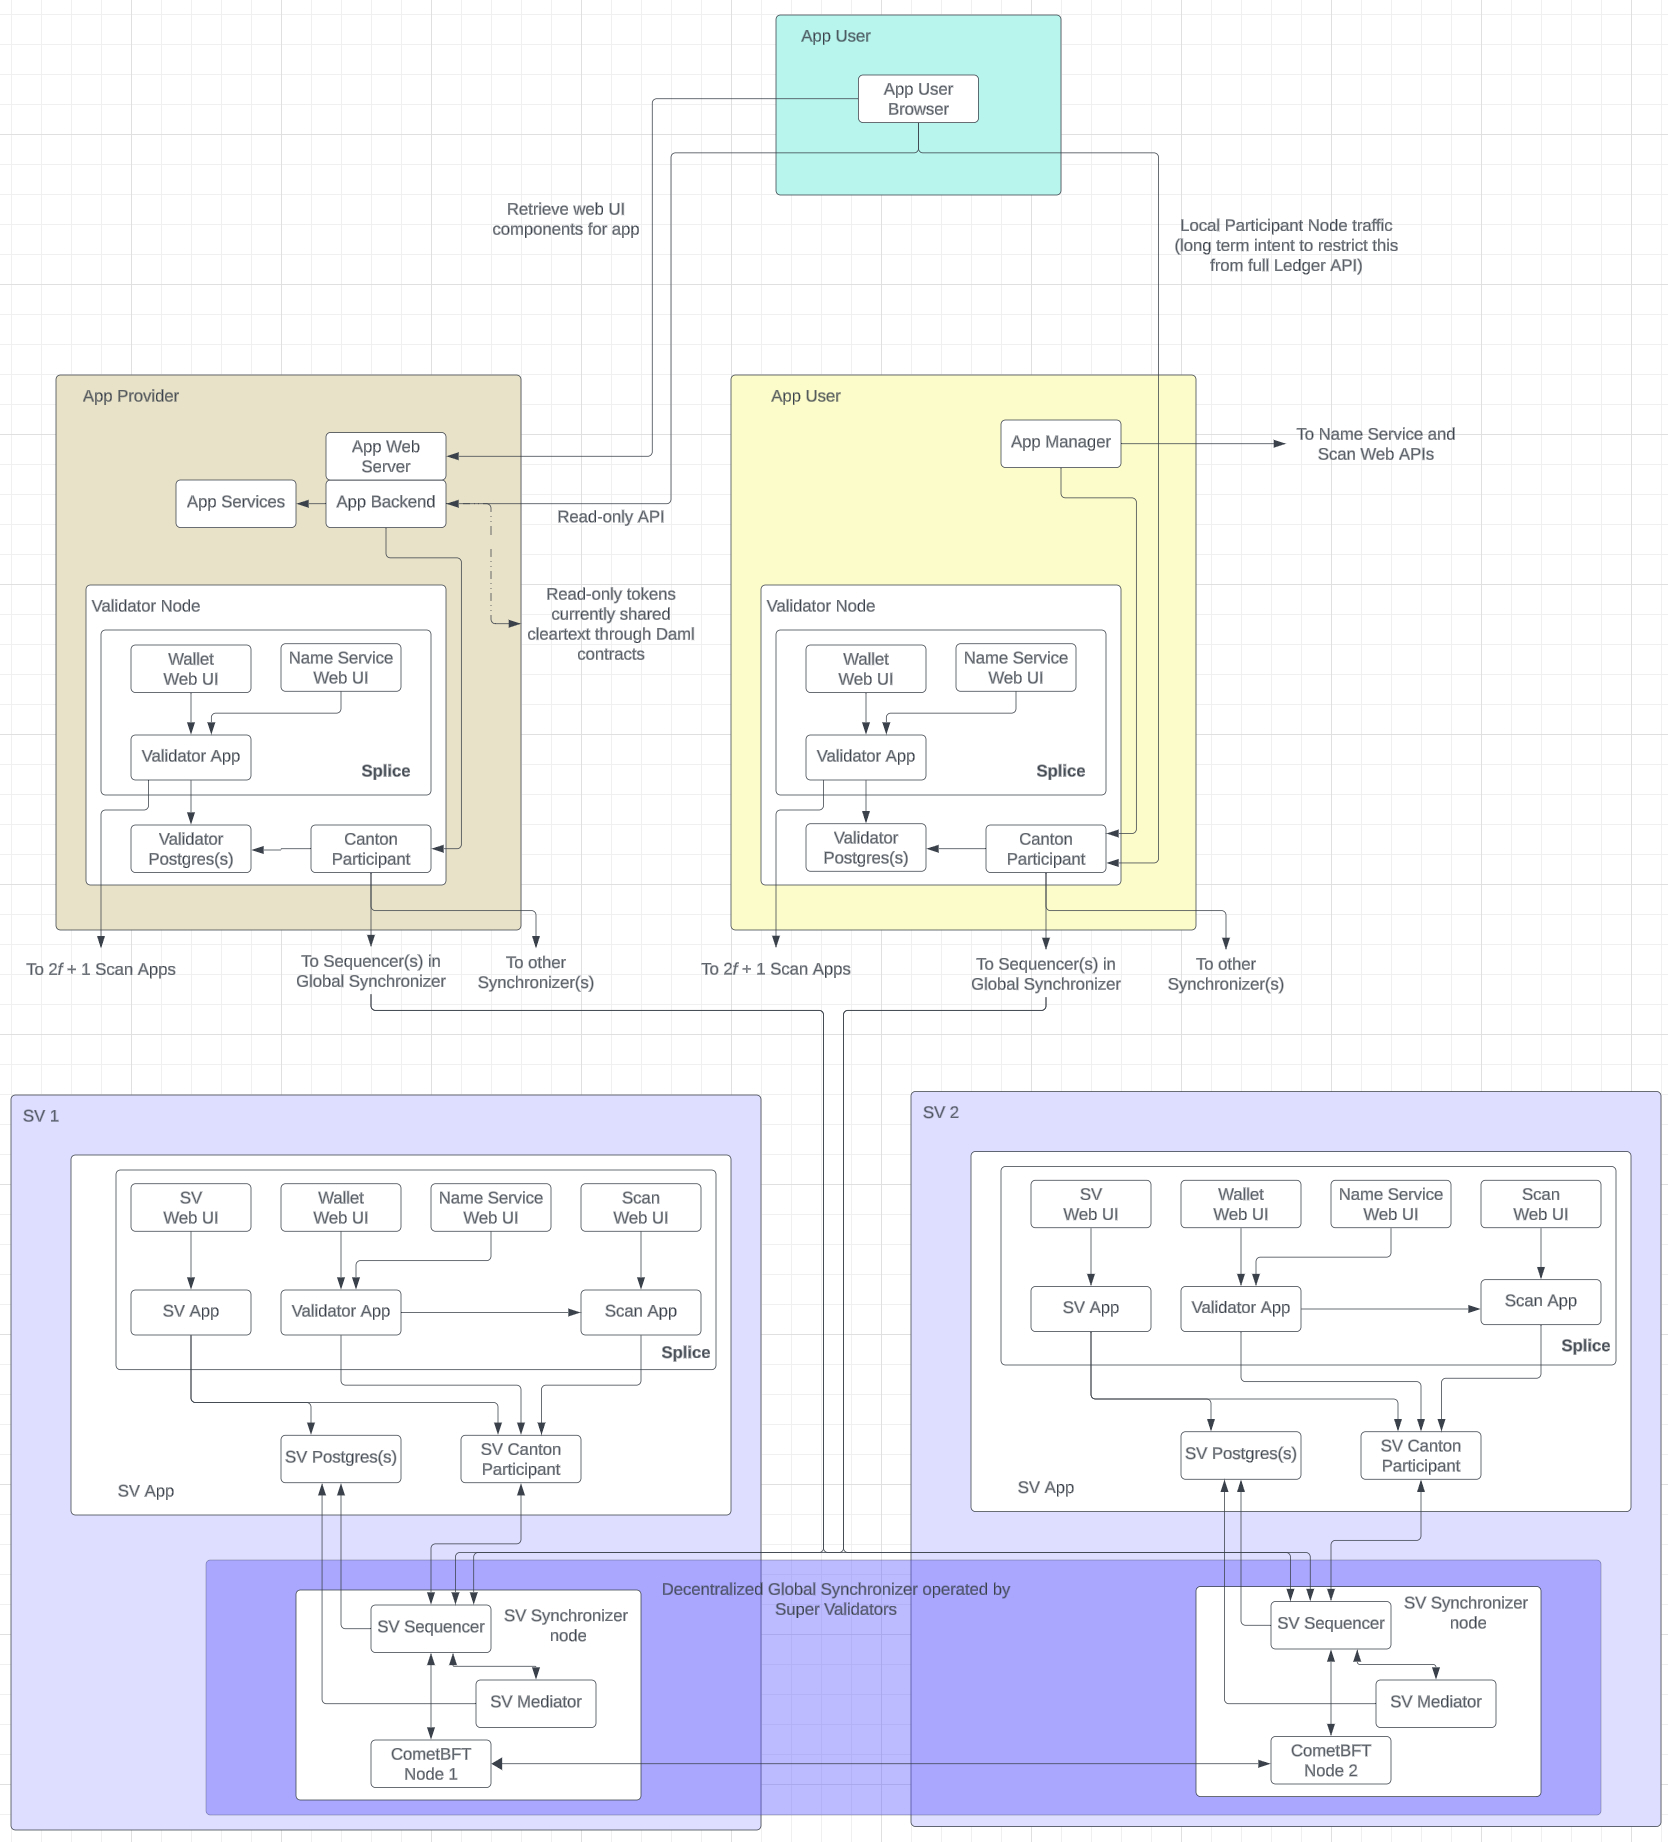 App User
App User
Browser
Retrieve web UI
components for app
Local Participant Node traffic
(long term intent to restrict this
from full Ledger API)
App Provider
App Web
Server
App Services
App Backend
Read-only API
Read-only tokens
currently shared
cleartext through Daml
contracts
Validator Node
Wallet
Web UI
Name Service
Web UI
Validator App
Splice
Validator
Postgres(s)
Canton
Participant
To 2f + 1 Scan Apps
To Sequencer(s) in
Global Synchronizer
To other
Synchronizer(s)
App User
App Manager
To Name Service and
Scan Web APIs
Validator Node
Wallet
Web UI
Name Service
Web UI
Validator App
Splice
Validator
Postgres(s)
Canton
Participant
To 2f + 1 Scan Apps
To Sequencer(s) in
Global Synchronizer
To other
Synchronizer(s)
SV 1
SV
Web UI
Wallet
Web UI
Name Service
Web UI
Scan
Web UI
SV App
Validator App
Scan App
Splice
SV Postgres(s)
SV Canton
Participant
SV App
SV 2
SV
Web UI
Wallet
Web UI
Name Service
Web UI
Scan
Web UI
SV App
Validator App
Scan App
Splice
SV Postgres(s)
SV Canton
Participant
SV App
Decentralized Global Synchronizer operated by
Super Validators
SV Sequencer
SV Synchronizer
node
SV Mediator
CometBFT
Node 1
SV Sequencer
SV Synchronizer
node
SV Mediator
CometBFT
Node 2